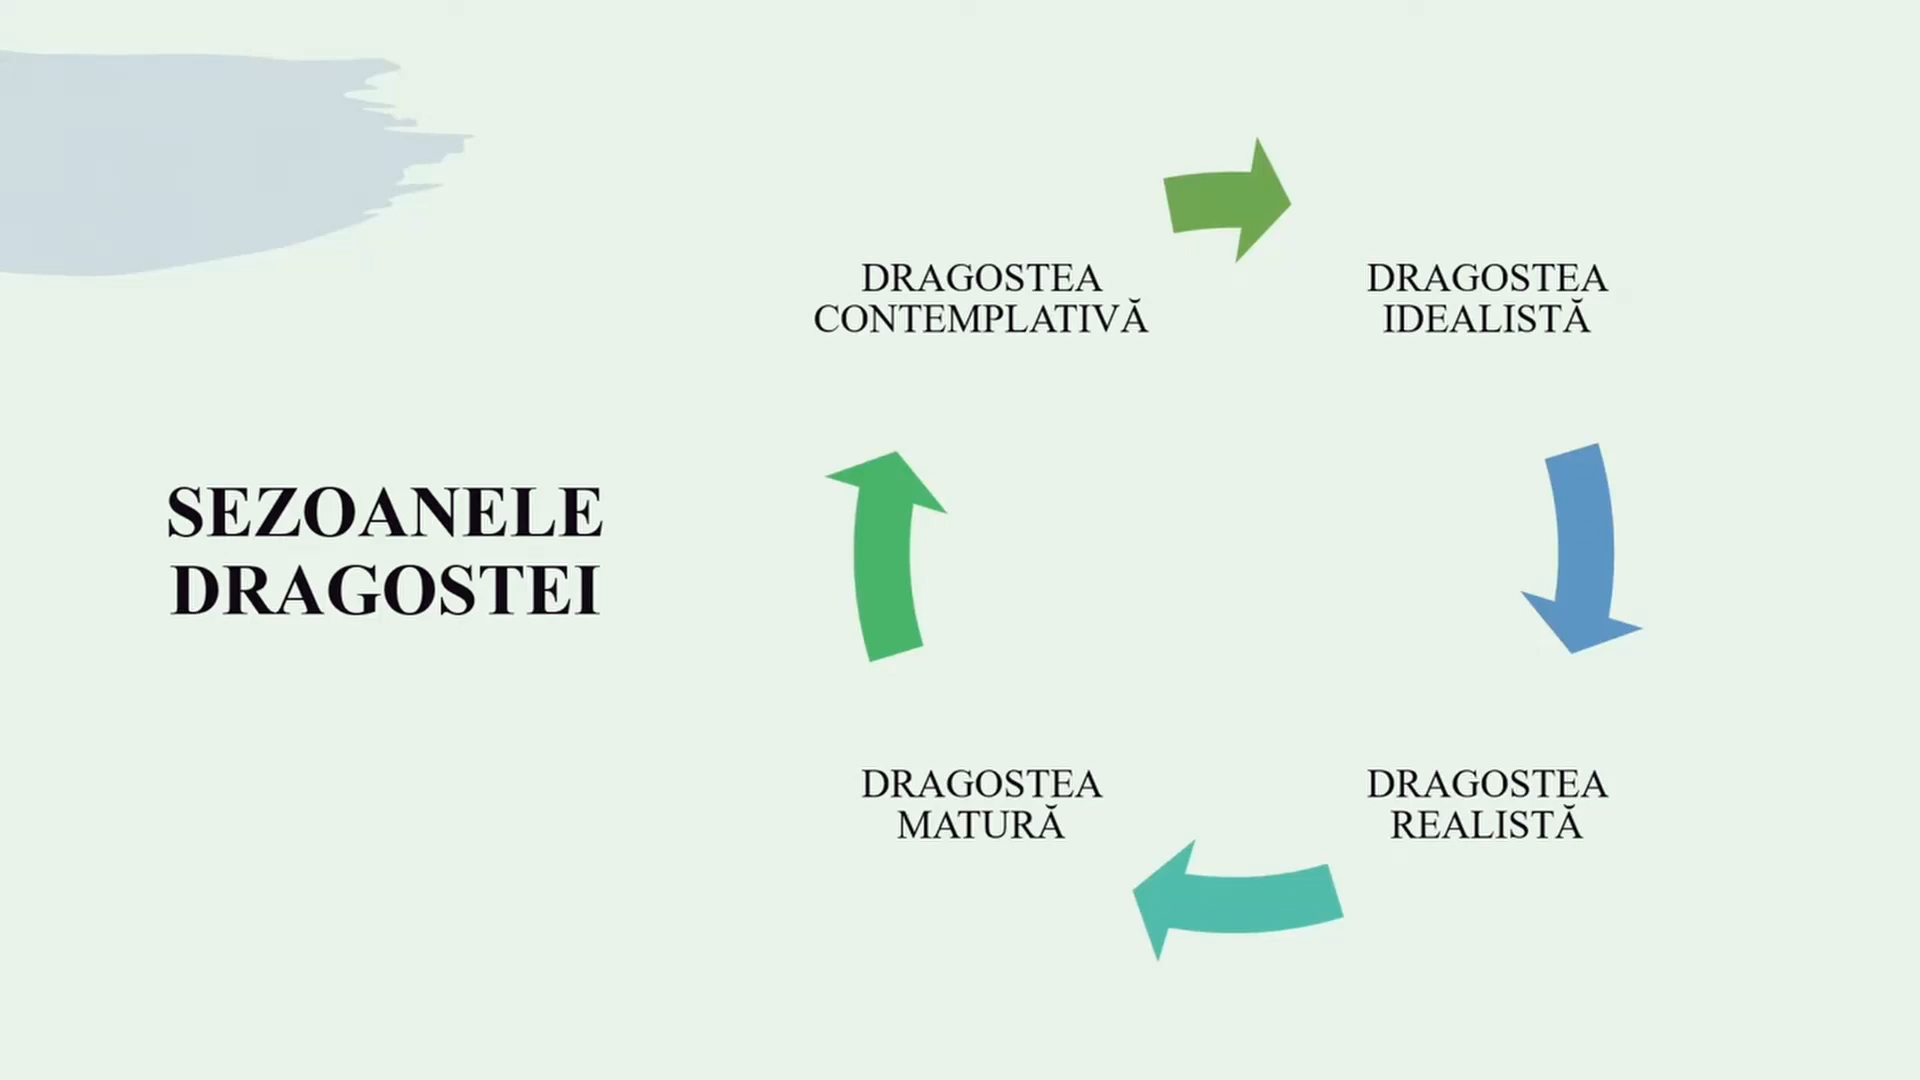 SEZOANELE
DRAGOSTEI
DRAGOSTEA
CONTEMPLATIVĂ
DRAGOSTEA
IDEALISTĂ
DRAGOSTEA
REALISTĂ
DRAGOSTEA
MATURĂ